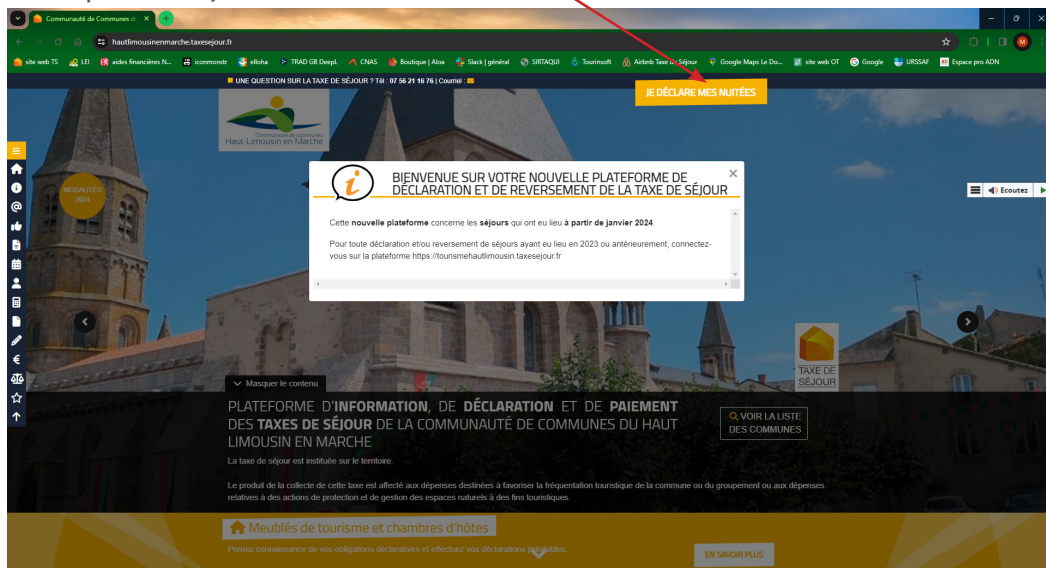 Communauté de Communes d
hautlimousinenmarche.taxesejour.fr
site web TS
LEI
aides financières N...
iconmonstr
elloha
TRAD GB DeepL
CNAS
Boutique | Aloa
Slack | général
SIRTAQUI
Tourinsoft
Airbnb Taxe de Séjour
Google Maps Le Do...
site web OT
Google
URSSAF
Espace pro ADN
UNE QUESTION SUR LA TAXE DE SÉJOUR ? Tél : 07 56 21 16 76 | Courriel :
JE DÉCLARE MES NUITÉES
Communauté de communes
Haut-Limousin en Marche
MODALITÉS
2024
Ecoutez
BIENVENUE SUR VOTRE NOUVELLE PLATEFORME DE
DÉCLARATION ET DE REVERSEMENT DE LA TAXE DE SÉJOUR
Cette nouvelle plateforme concerne les séjours qui ont eu lieu à partir de janvier 2024.
Pour toute déclaration et/ou reversement de séjours ayant eu lieu en 2023 ou antérieurement, connectez-
vous sur la plateforme https://tourismehautlimousin.taxesejour.fr
TAXE DE
SÉJOUR
Masquer le contenu
PLATEFORME D'INFORMATION, DE DÉCLARATION ET DE PAIEMENT
DES TAXES DE SÉJOUR DE LA COMMUNAUTÉ DE COMMUNES DU HAUT
LIMOUSIN EN MARCHE
VOIR LA LISTE
DES COMMUNES
La taxe de séjour est instituée sur le territoire.
Le produit de la collecte de cette taxe est affecté aux dépenses destinées à favoriser la fréquentation touristique de la commune ou du groupement ou aux dépenses
relatives à des actions de protection et de gestion des espaces naturels à des fins touristiques.
Meublés de tourisme et chambres d'hôtes
Prenez connaissance de vos obligations déclaratives et effectuez vos déclarations préalables
EN SAVOIR PLUS